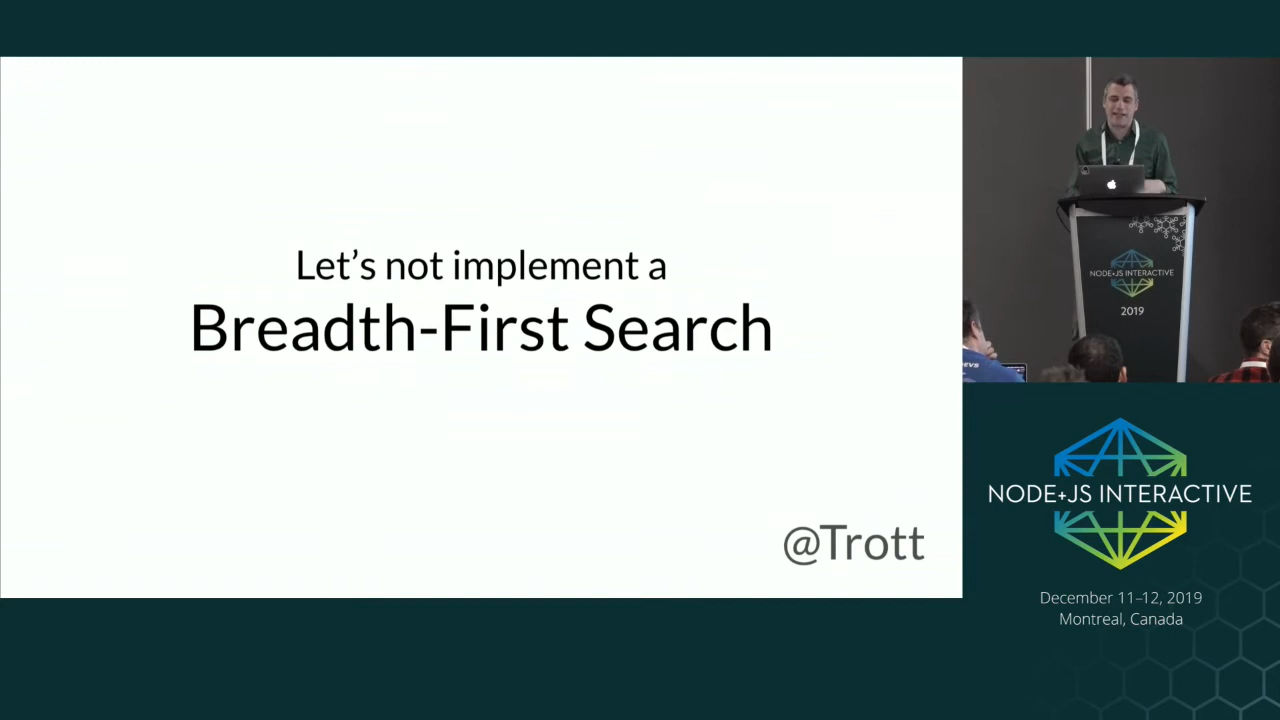 Let's not implement a
Breadth-First Search
@Trott
NODE+JS INTERACTIVE
2019
NODE+JS INTERACTIVE
December 11–12, 2019
Montreal, Canada